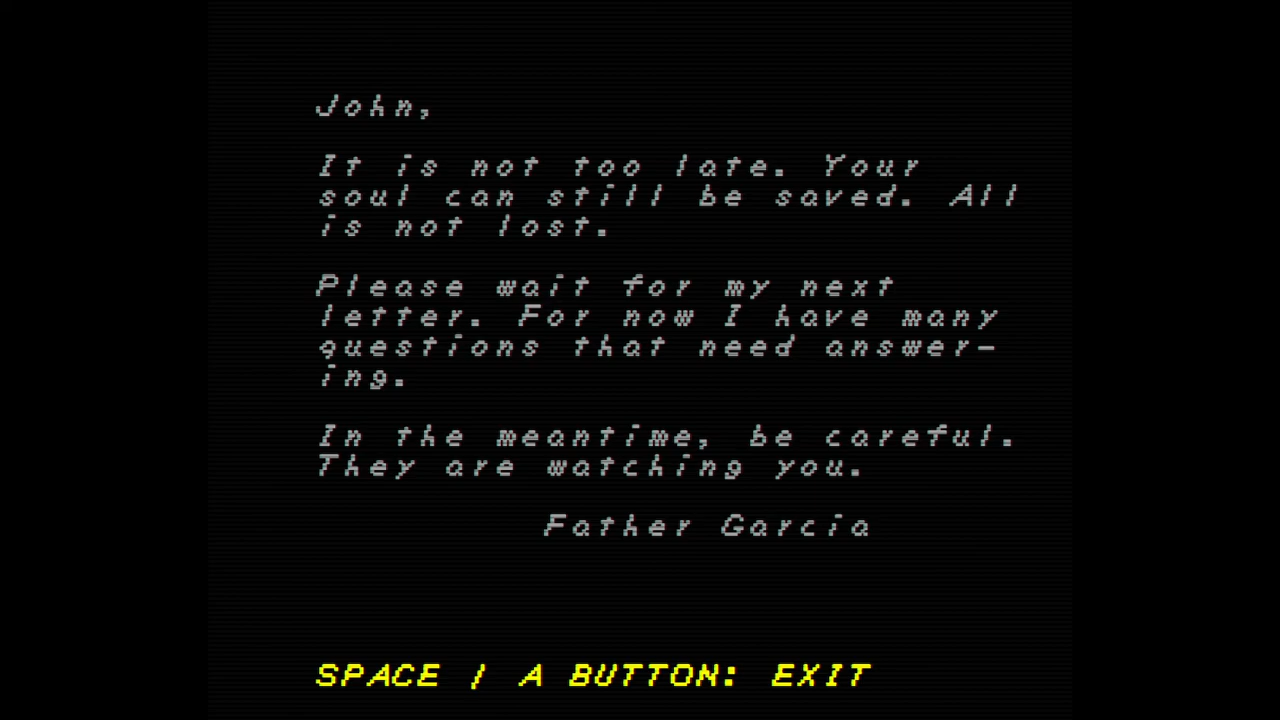 John,
It is not too late. Your
soul can still be saved. All
is not lost.
Please wait for my next
letter. For now I have many
questions that need answer-
ing.
In the meantime, be careful.
They are watching you.
Father Garcia
SPACE / A BUTTON: EXIT